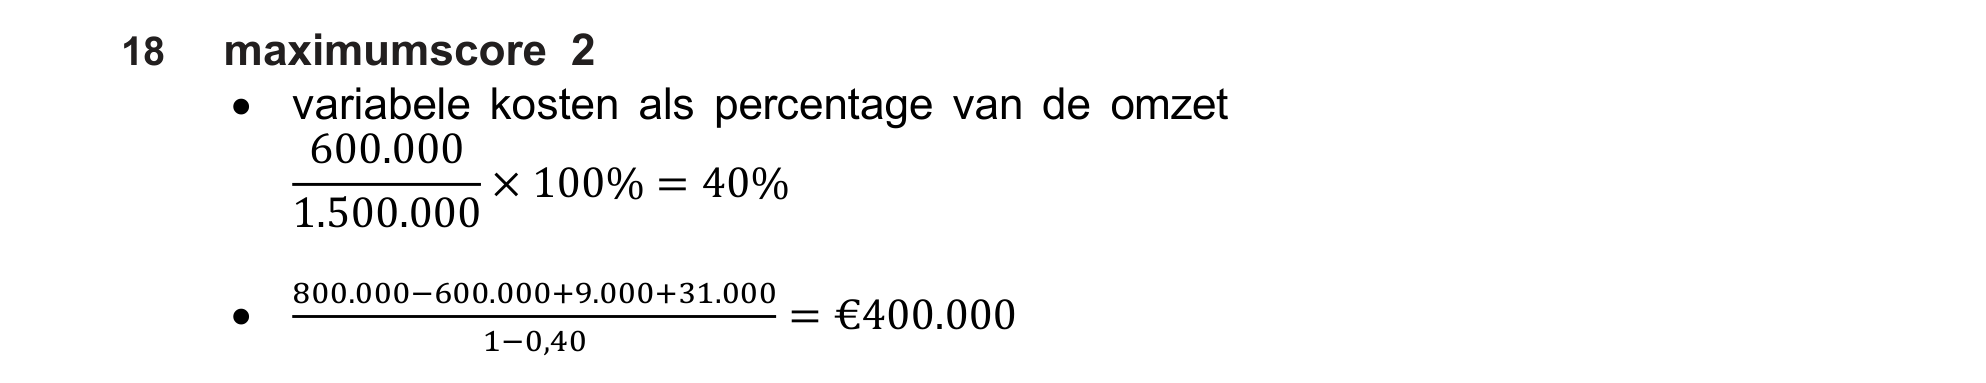 18 maximumscore 2
• variabele kosten als percentage van de omzet
600.000
1.500.000 × 100% = 40%
• 800.000−600.000+9.000+31.000
1−0,40 = €400.000